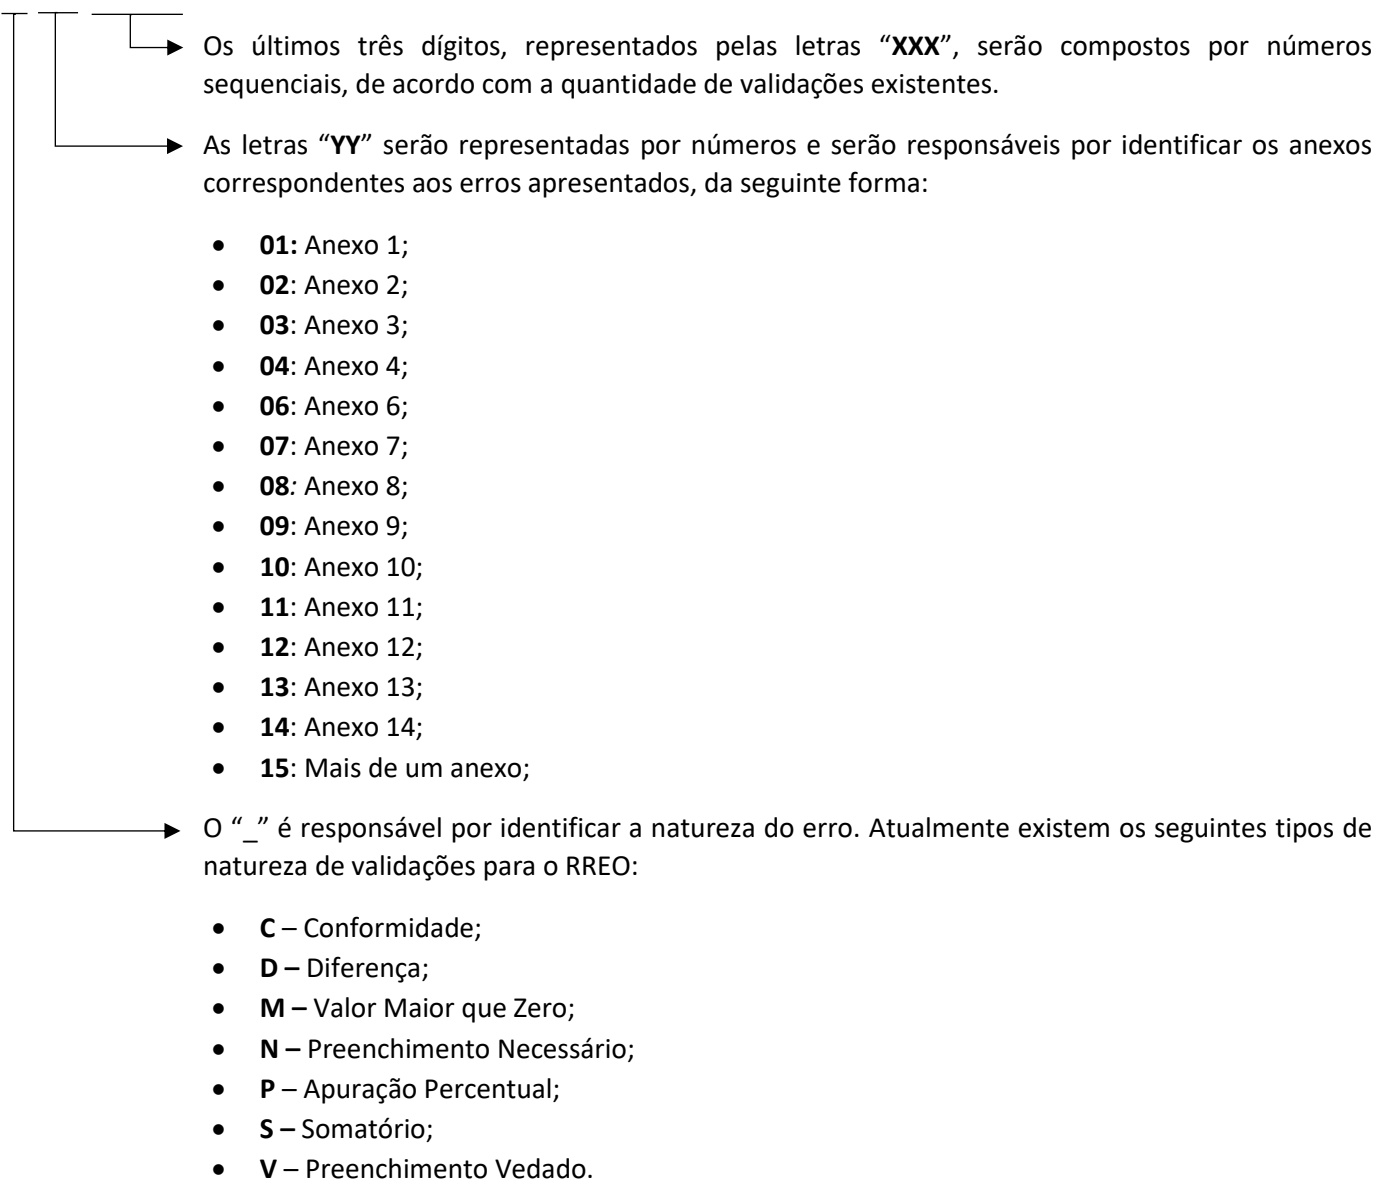 Os últimos três dígitos, representados pelas letras “XXX”, serão compostos por números
sequenciais, de acordo com a quantidade de validações existentes.
As letras “YY” serão representadas por números e serão responsáveis por identificar os anexos
correspondentes aos erros apresentados, da seguinte forma:
• 01: Anexo 1;
• 02: Anexo 2;
• 03: Anexo 3;
• 04: Anexo 4;
• 06: Anexo 6;
• 07: Anexo 7;
• 08: Anexo 8;
• 09: Anexo 9;
• 10: Anexo 10;
• 11: Anexo 11;
• 12: Anexo 12;
• 13: Anexo 13;
• 14: Anexo 14;
• 15: Mais de um anexo;
O “_” é responsável por identificar a natureza do erro. Atualmente existem os seguintes tipos de
natureza de validações para o RREO:
• C – Conformidade;
• D – Diferença;
• M – Valor Maior que Zero;
• N – Preenchimento Necessário;
• P – Apuração Percentual;
• S – Somatório;
• V – Preenchimento Vedado.